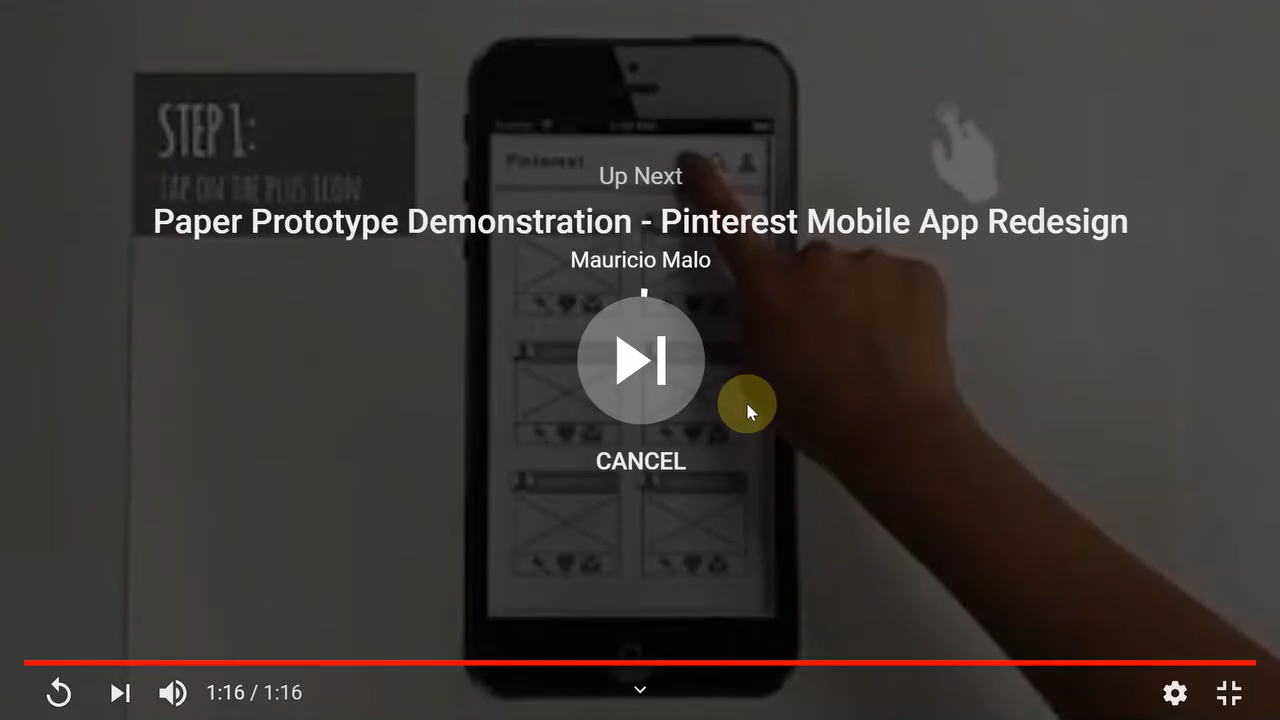 STEP 1:
TAP ON THE PLUS ICON
Pinterest
Up Next
Paper Prototype Demonstration - Pinterest Mobile App Redesign
Mauricio Malo
CANCEL
1:16 / 1:16